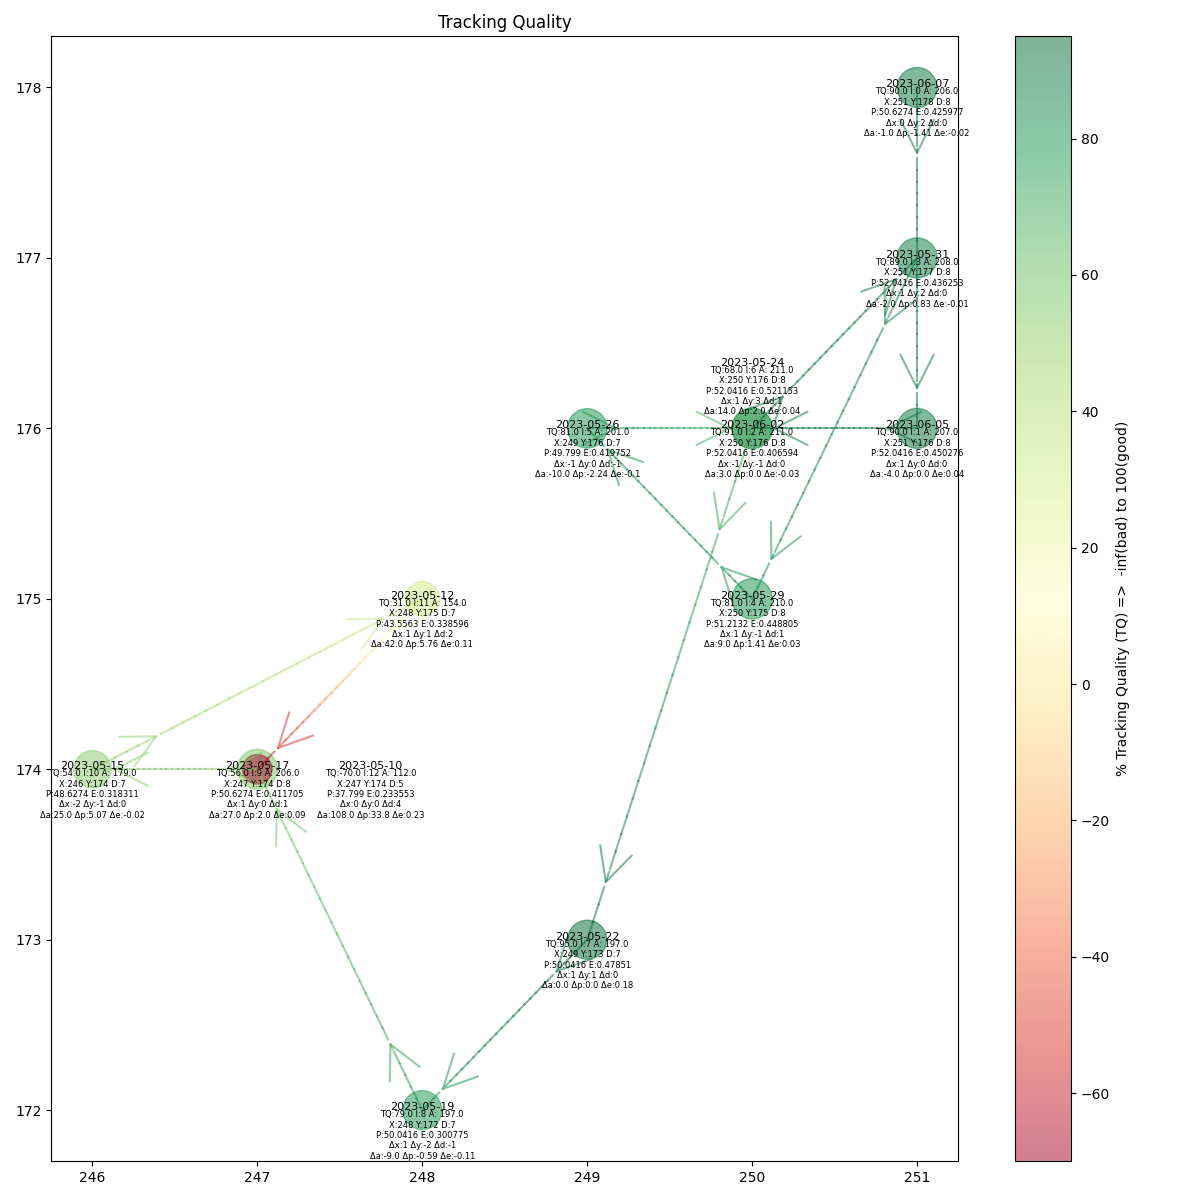 Tracking Quality
178
177
176
175
174
173
172
246
247
248
249
250
251
2023-06-07
TQ:90.0 I:0 A: 206.0
X:251 Y:178 D:8
P:50.6274 E:0.425977
Δx:0 Δy:2 Δd:0
Δa:-1.0 Δp:-1.41 Δe:-0.02
2023-05-31
TQ:89.0 I:3 A: 208.0
X:251 Y:177 D:8
P:52.0416 E:0.436253
Δx:1 Δy:2 Δd:0
Δa:-2.0 Δp:0.83 Δe:-0.01
2023-05-24
TQ:68.0 I:6 A: 211.0
X:250 Y:176 D:8
P:52.0416 E:0.521153
Δx:1 Δy:3 Δd:1
Δa:14.0 Δp:2.0 Δe:0.04
2023-05-26
TQ:81.0 I:5 A: 201.0
X:249 Y:176 D:7
P:49.799 E:0.419752
Δx:-1 Δy:0 Δd:-1
Δa:-10.0 Δp:-2.24 Δe:-0.1
2023-06-02
TQ:91.0 I:2 A: 211.0
X:250 Y:176 D:8
P:52.0416 E:0.406594
Δx:-1 Δy:-1 Δd:0
Δa:3.0 Δp:0.0 Δe:-0.03
2023-06-05
TQ:90.0 I:1 A: 207.0
X:251 Y:176 D:8
P:52.0416 E:0.450276
Δx:1 Δy:0 Δd:0
Δa:-4.0 Δp:0.0 Δe:0.04
2023-05-12
TQ:31.0 I:11 A: 154.0
X:248 Y:175 D:7
P:43.5563 E:0.338596
Δx:1 Δy:1 Δd:2
Δa:42.0 Δp:5.76 Δe:0.11
2023-05-29
TQ:81.0 I:4 A: 210.0
X:250 Y:175 D:8
P:51.2132 E:0.448805
Δx:1 Δy:-1 Δd:1
Δa:9.0 Δp:1.41 Δe:0.03
2023-05-15
TQ:54.0 I:10 A: 179.0
X:246 Y:174 D:7
P:48.6274 E:0.318311
Δx:-2 Δy:-1 Δd:0
Δa:25.0 Δp:5.07 Δe:-0.02
2023-05-17
TQ:56.0 I:9 A: 206.0
X:247 Y:174 D:8
P:50.6274 E:0.411705
Δx:1 Δy:0 Δd:1
Δa:27.0 Δp:2.0 Δe:0.09
2023-05-10
TQ:-70.0 I:12 A: 112.0
X:247 Y:174 D:5
P:37.799 E:0.233553
Δx:0 Δy:0 Δd:4
Δa:108.0 Δp:33.8 Δe:0.23
2023-05-22
TQ:95.0 I:7 A: 197.0
X:249 Y:173 D:7
P:50.0416 E:0.47851
Δx:1 Δy:1 Δd:0
Δa:0.0 Δp:0.0 Δe:0.18
2023-05-19
TQ:79.0 I:8 A: 197.0
X:248 Y:172 D:7
P:50.0416 E:0.300775
Δx:1 Δy:-2 Δd:-1
Δa:-9.0 Δp:-0.59 Δe:-0.11
80
60
40
20
0
−20
−40
−60
% Tracking Quality (TQ) => -inf(bad) to 100(good)